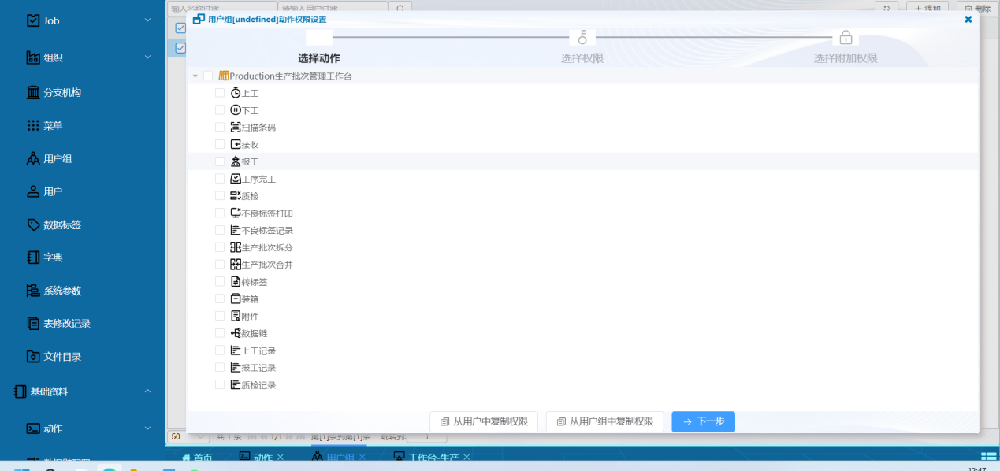 Job
组织
分支机构
菜单
用户组
用户
数据标签
字典
系统参数
表修改记录
文件目录
基础资料
动作
输入名称过滤
请输入用户过滤
添加
删除
用户组[undefined]动作权限设置
选择动作
选择权限
选择附加权限
Production生产批次管理工作台
上工
下工
扫描条码
接收
报工
工序完工
质检
不良标签打印
不良标签记录
生产批次拆分
生产批次合并
转标签
装箱
附件
数据链
上工记录
报工记录
质检记录
从用户中复制权限
从用户组中复制权限
下一步
50
共 1 条
1/1
第[1]条到第[1]条
跳转到:
1
首页
动作
用户组
工作台-生产
12:47